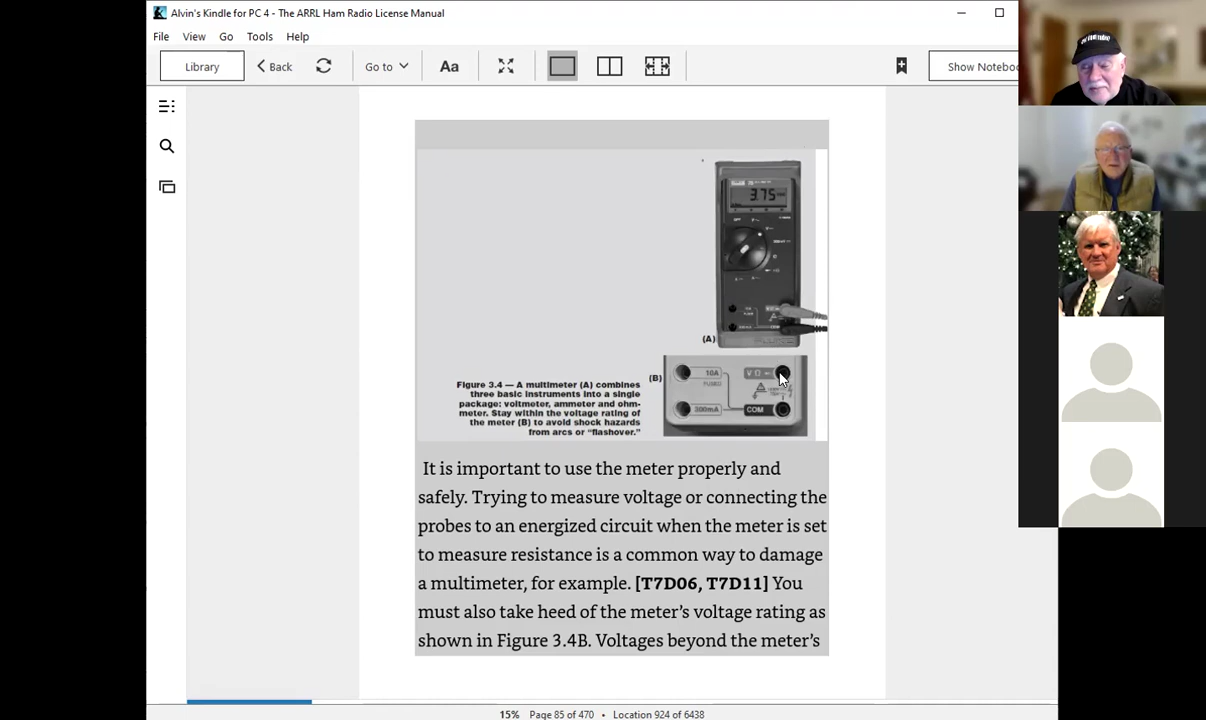 Alvin's Kindle for PC 4 - The ARRL Ham Radio License Manual
File View Go Tools Help
Library
Back
Go to
Aa
Show Notebo
3.75
(A)
(B)
10A
FUSED
V Ω
300mA
COM
Figure 3.4 — A multimeter (A) combines
three basic instruments into a single
package: voltmeter, ammeter and ohm-
meter. Stay within the voltage rating of
the meter (B) to avoid shock hazards
from arcs or “flashover.”
It is important to use the meter properly and
safely. Trying to measure voltage or connecting the
probes to an energized circuit when the meter is set
to measure resistance is a common way to damage
a multimeter, for example. [T7D06, T7D11] You
must also take heed of the meter’s voltage rating as
shown in Figure 3.4B. Voltages beyond the meter’s
15% Page 85 of 470 • Location 924 of 6438